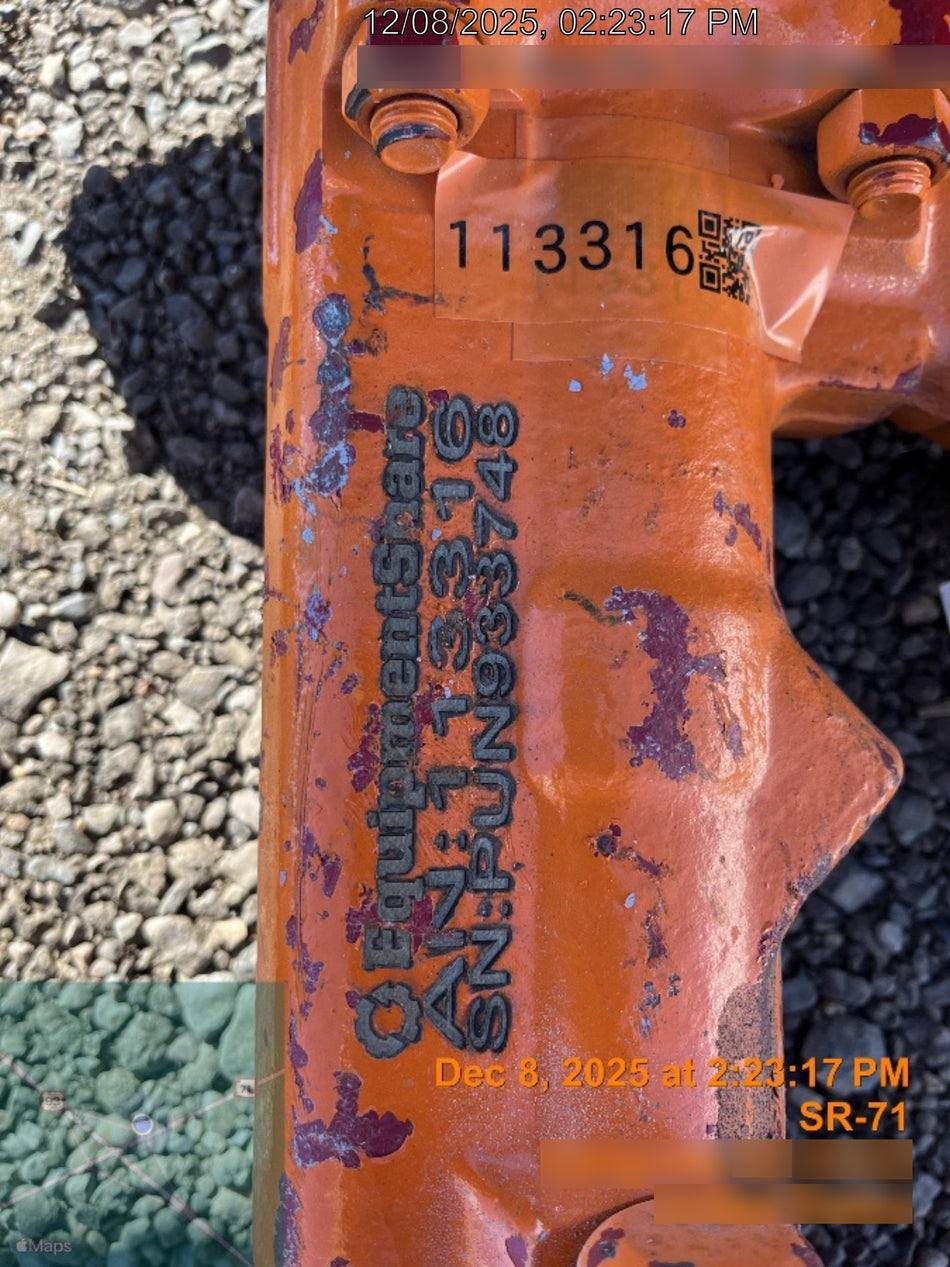 12/08/2025, 02:23:17 PM
113316
EquipmentShare
AN:113316
SN:PUN933748
Dec 8, 2025 at 2:23:17 PM
SR-71
Maps